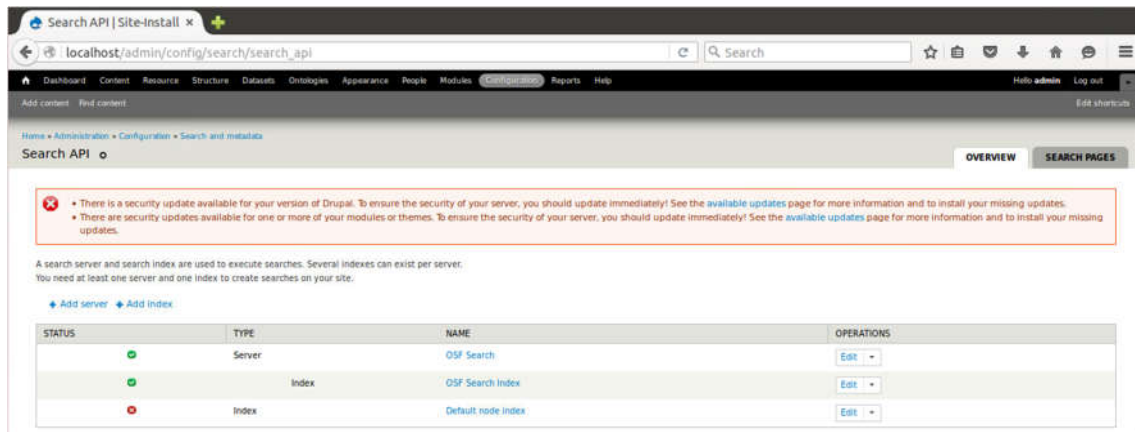 Search API | Site-Install ×
localhost/admin/config/search/search_api
Search
Dashboard Content Resource Structure Datasets Ontologies Appearance People Modules Configuration Reports Help Hello admin Log out
Add content Find content Edit shortcuts
Home » Administration » Configuration » Search and metadata
Search API OVERVIEW SEARCH PAGES
• There is a security update available for your version of Drupal. To ensure the security of your server, you should update immediately! See the available updates page for more information and to install your missing updates.
• There are security updates available for one or more of your modules or themes. To ensure the security of your server, you should update immediately! See the available updates page for more information and to install your missing
updates.
A search server and search index are used to execute searches. Several indexes can exist per server.
You need at least one server and one index to create searches on your site.
Add server Add index
STATUS TYPE NAME OPERATIONS
Server OSF Search Edit
Index OSF Search Index Edit
Index Default node index Edit